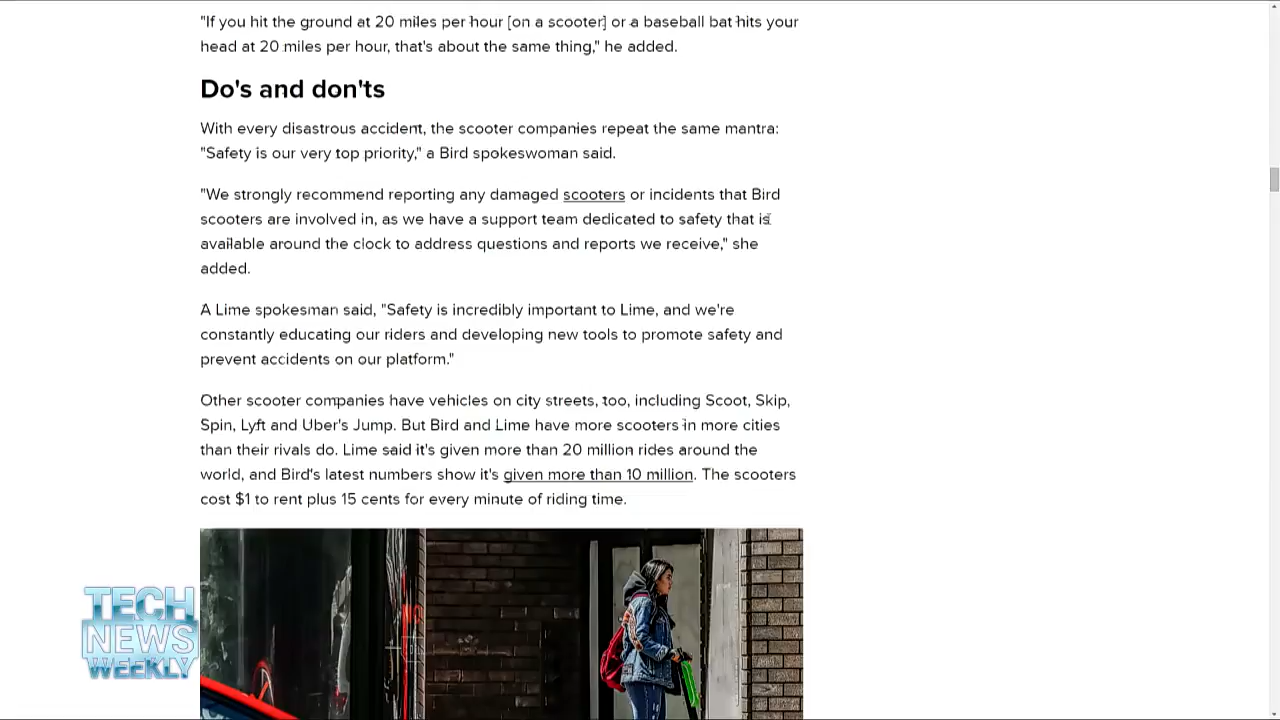 "If you hit the ground at 20 miles per hour [on a scooter] or a baseball bat hits your
head at 20 miles per hour, that's about the same thing," he added.
Do's and don'ts
With every disastrous accident, the scooter companies repeat the same mantra:
"Safety is our very top priority," a Bird spokeswoman said.
"We strongly recommend reporting any damaged scooters or incidents that Bird
scooters are involved in, as we have a support team dedicated to safety that is
available around the clock to address questions and reports we receive," she
added.
A Lime spokesman said, "Safety is incredibly important to Lime, and we're
constantly educating our riders and developing new tools to promote safety and
prevent accidents on our platform."
Other scooter companies have vehicles on city streets, too, including Scoot, Skip,
Spin, Lyft and Uber's Jump. But Bird and Lime have more scooters in more cities
than their rivals do. Lime said it's given more than 20 million rides around the
world, and Bird's latest numbers show it's given more than 10 million. The scooters
cost $1 to rent plus 15 cents for every minute of riding time.
TECH
NEWS
WEEKLY